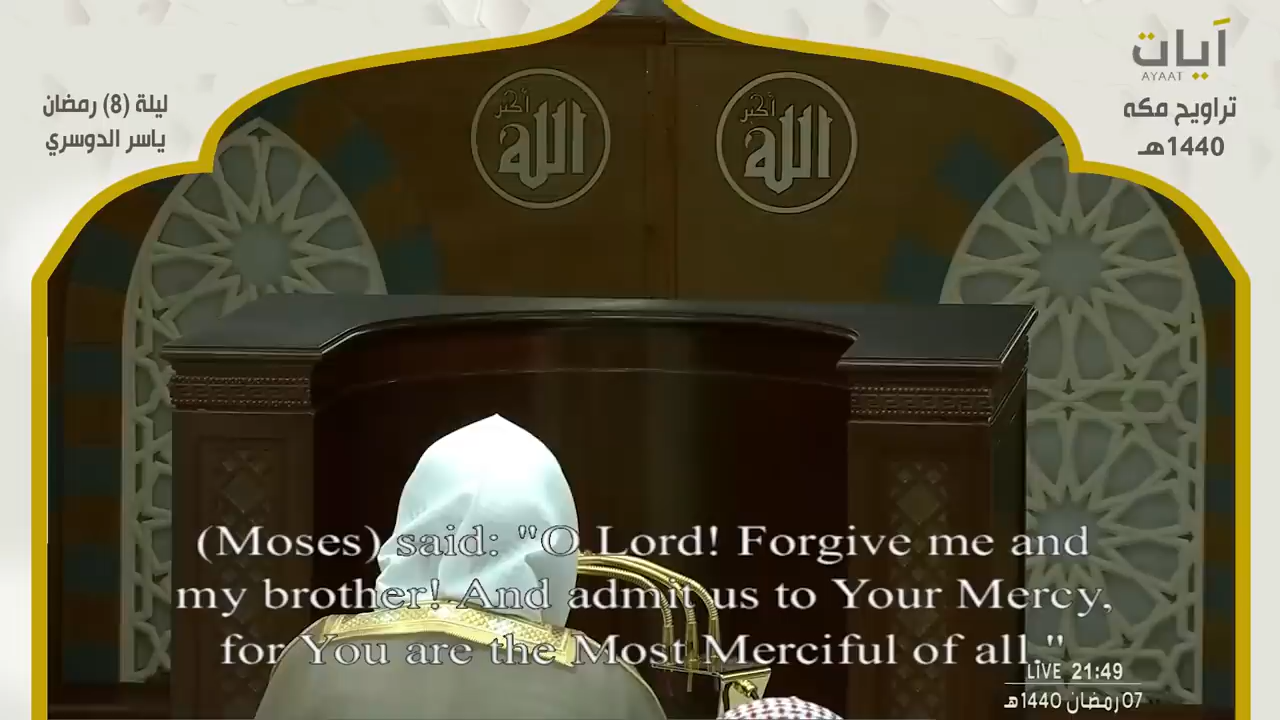 آيات
AYAAT
تراويح مكه
1440هـ
ليلة (8) رمضان
ياسر الدوسري
الله أكبر
الله أكبر
(Moses) said: "O Lord! Forgive me and
my brother! And admit us to Your Mercy,
for You are the Most Merciful of all."
LIVE 21:49
07 رمضان 1440هـ